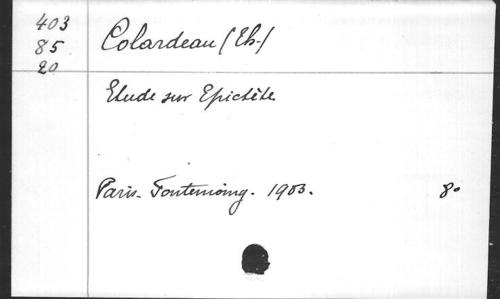 403
85
20
Colardeau (Th.)
Etude sur Epictète.
Paris. Fontemoing. 1903. 8°